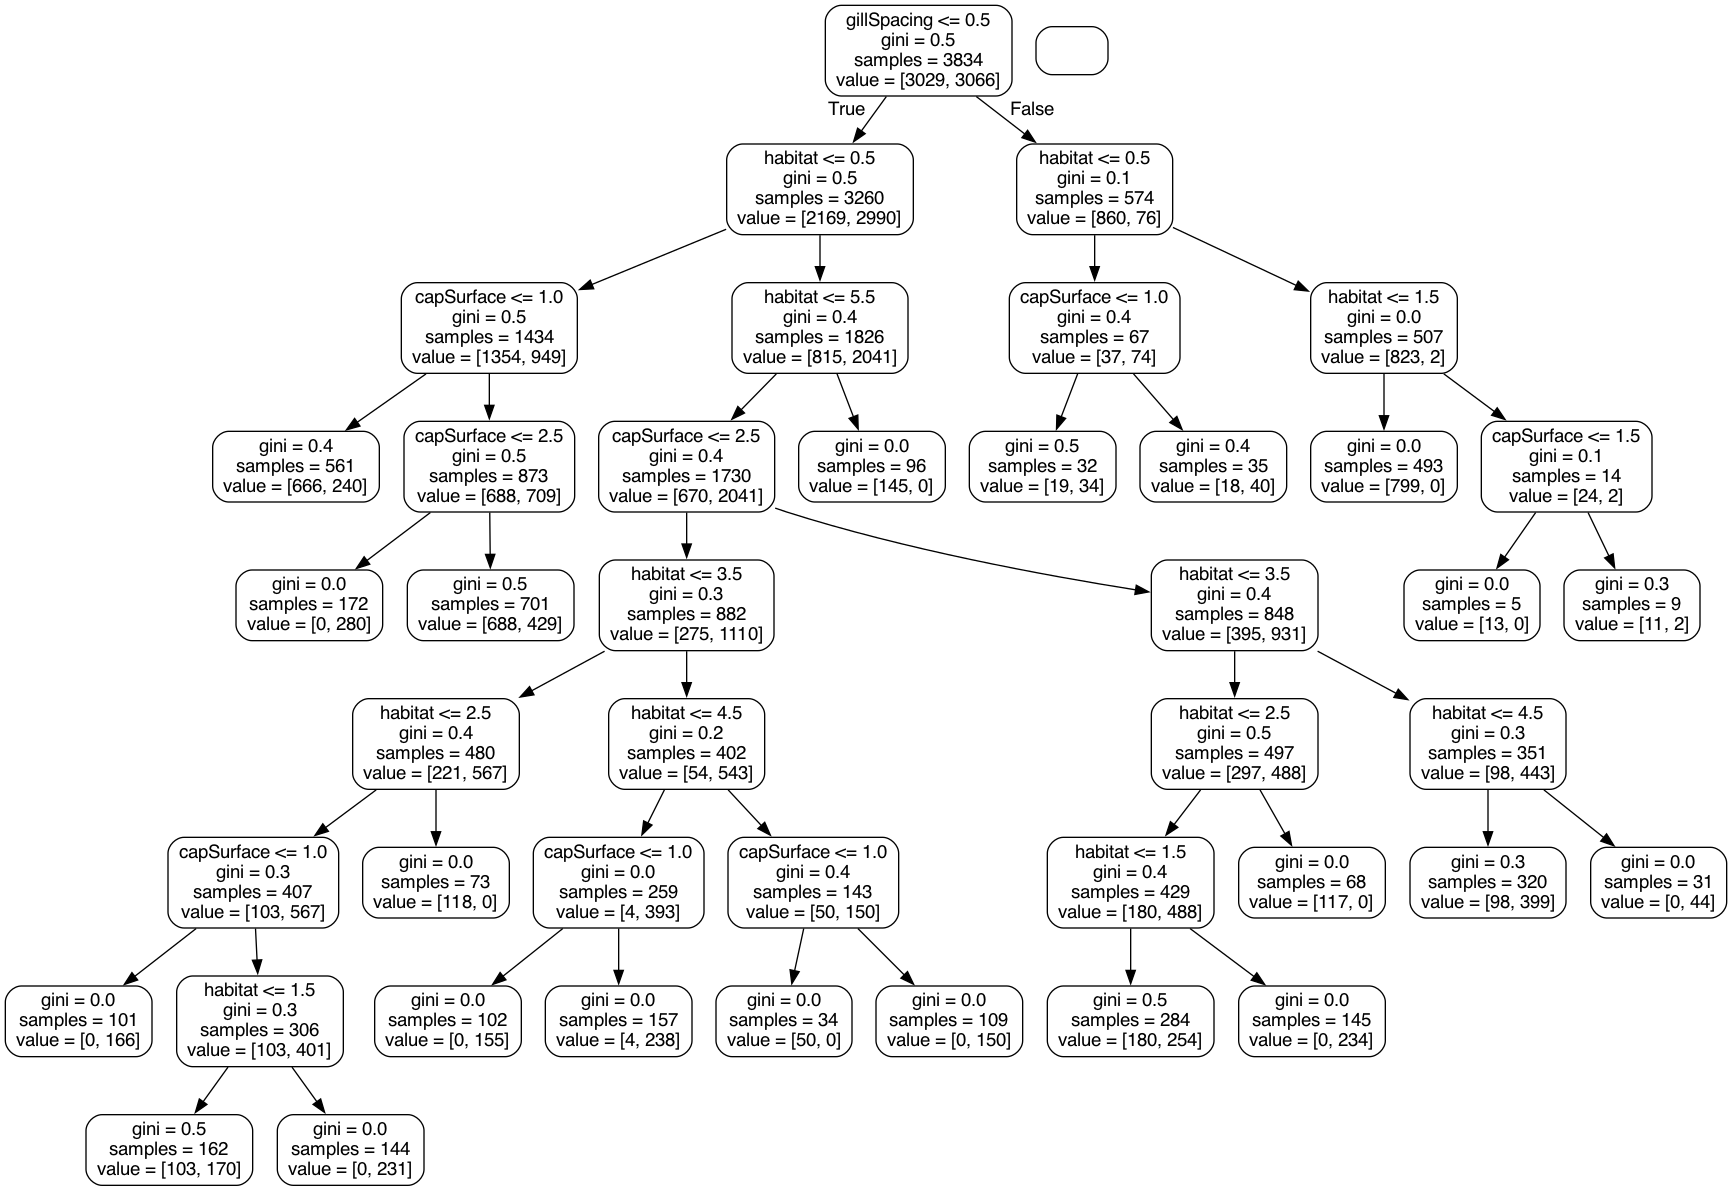 gillSpacing <= 0.5
gini = 0.5
samples = 3834
value = [3029, 3066]
True
False
habitat <= 0.5
gini = 0.5
samples = 3260
value = [2169, 2990]
habitat <= 0.5
gini = 0.1
samples = 574
value = [860, 76]
capSurface <= 1.0
gini = 0.5
samples = 1434
value = [1354, 949]
habitat <= 5.5
gini = 0.4
samples = 1826
value = [815, 2041]
capSurface <= 1.0
gini = 0.4
samples = 67
value = [37, 74]
habitat <= 1.5
gini = 0.0
samples = 507
value = [823, 2]
gini = 0.4
samples = 561
value = [666, 240]
capSurface <= 2.5
gini = 0.5
samples = 873
value = [688, 709]
capSurface <= 2.5
gini = 0.4
samples = 1730
value = [670, 2041]
gini = 0.0
samples = 96
value = [145, 0]
gini = 0.5
samples = 32
value = [19, 34]
gini = 0.4
samples = 35
value = [18, 40]
gini = 0.0
samples = 493
value = [799, 0]
capSurface <= 1.5
gini = 0.1
samples = 14
value = [24, 2]
gini = 0.0
samples = 172
value = [0, 280]
gini = 0.5
samples = 701
value = [688, 429]
habitat <= 3.5
gini = 0.3
samples = 882
value = [275, 1110]
habitat <= 3.5
gini = 0.4
samples = 848
value = [395, 931]
gini = 0.0
samples = 5
value = [13, 0]
gini = 0.3
samples = 9
value = [11, 2]
habitat <= 2.5
gini = 0.4
samples = 480
value = [221, 567]
habitat <= 4.5
gini = 0.2
samples = 402
value = [54, 543]
habitat <= 2.5
gini = 0.5
samples = 497
value = [297, 488]
habitat <= 4.5
gini = 0.3
samples = 351
value = [98, 443]
capSurface <= 1.0
gini = 0.3
samples = 407
value = [103, 567]
gini = 0.0
samples = 73
value = [118, 0]
capSurface <= 1.0
gini = 0.0
samples = 259
value = [4, 393]
capSurface <= 1.0
gini = 0.4
samples = 143
value = [50, 150]
habitat <= 1.5
gini = 0.4
samples = 429
value = [180, 488]
gini = 0.0
samples = 68
value = [117, 0]
gini = 0.3
samples = 320
value = [98, 399]
gini = 0.0
samples = 31
value = [0, 44]
gini = 0.0
samples = 101
value = [0, 166]
habitat <= 1.5
gini = 0.3
samples = 306
value = [103, 401]
gini = 0.0
samples = 102
value = [0, 155]
gini = 0.0
samples = 157
value = [4, 238]
gini = 0.0
samples = 34
value = [50, 0]
gini = 0.0
samples = 109
value = [0, 150]
gini = 0.5
samples = 284
value = [180, 254]
gini = 0.0
samples = 145
value = [0, 234]
gini = 0.5
samples = 162
value = [103, 170]
gini = 0.0
samples = 144
value = [0, 231]